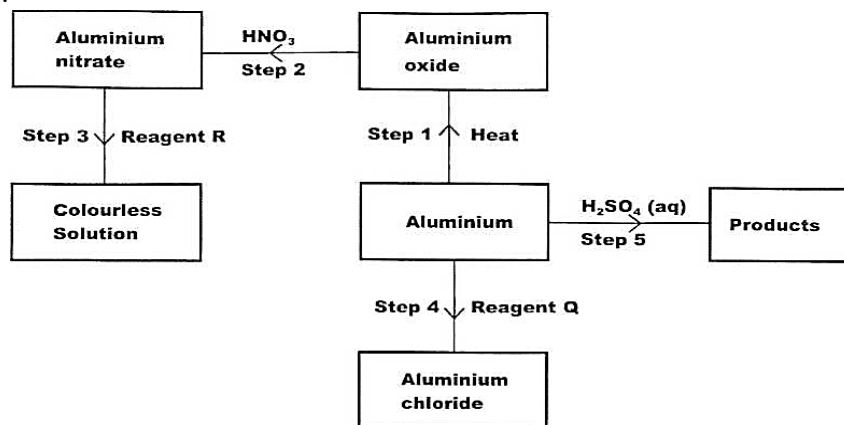 Aluminium
nitrate
HNO₃
Step 2
Aluminium
oxide
Step 3 Reagent R
Step 1 Heat
Colourless
Solution
Aluminium
H₂SO₄ (aq)
Step 5
Products
Step 4 Reagent Q
Aluminium
chloride